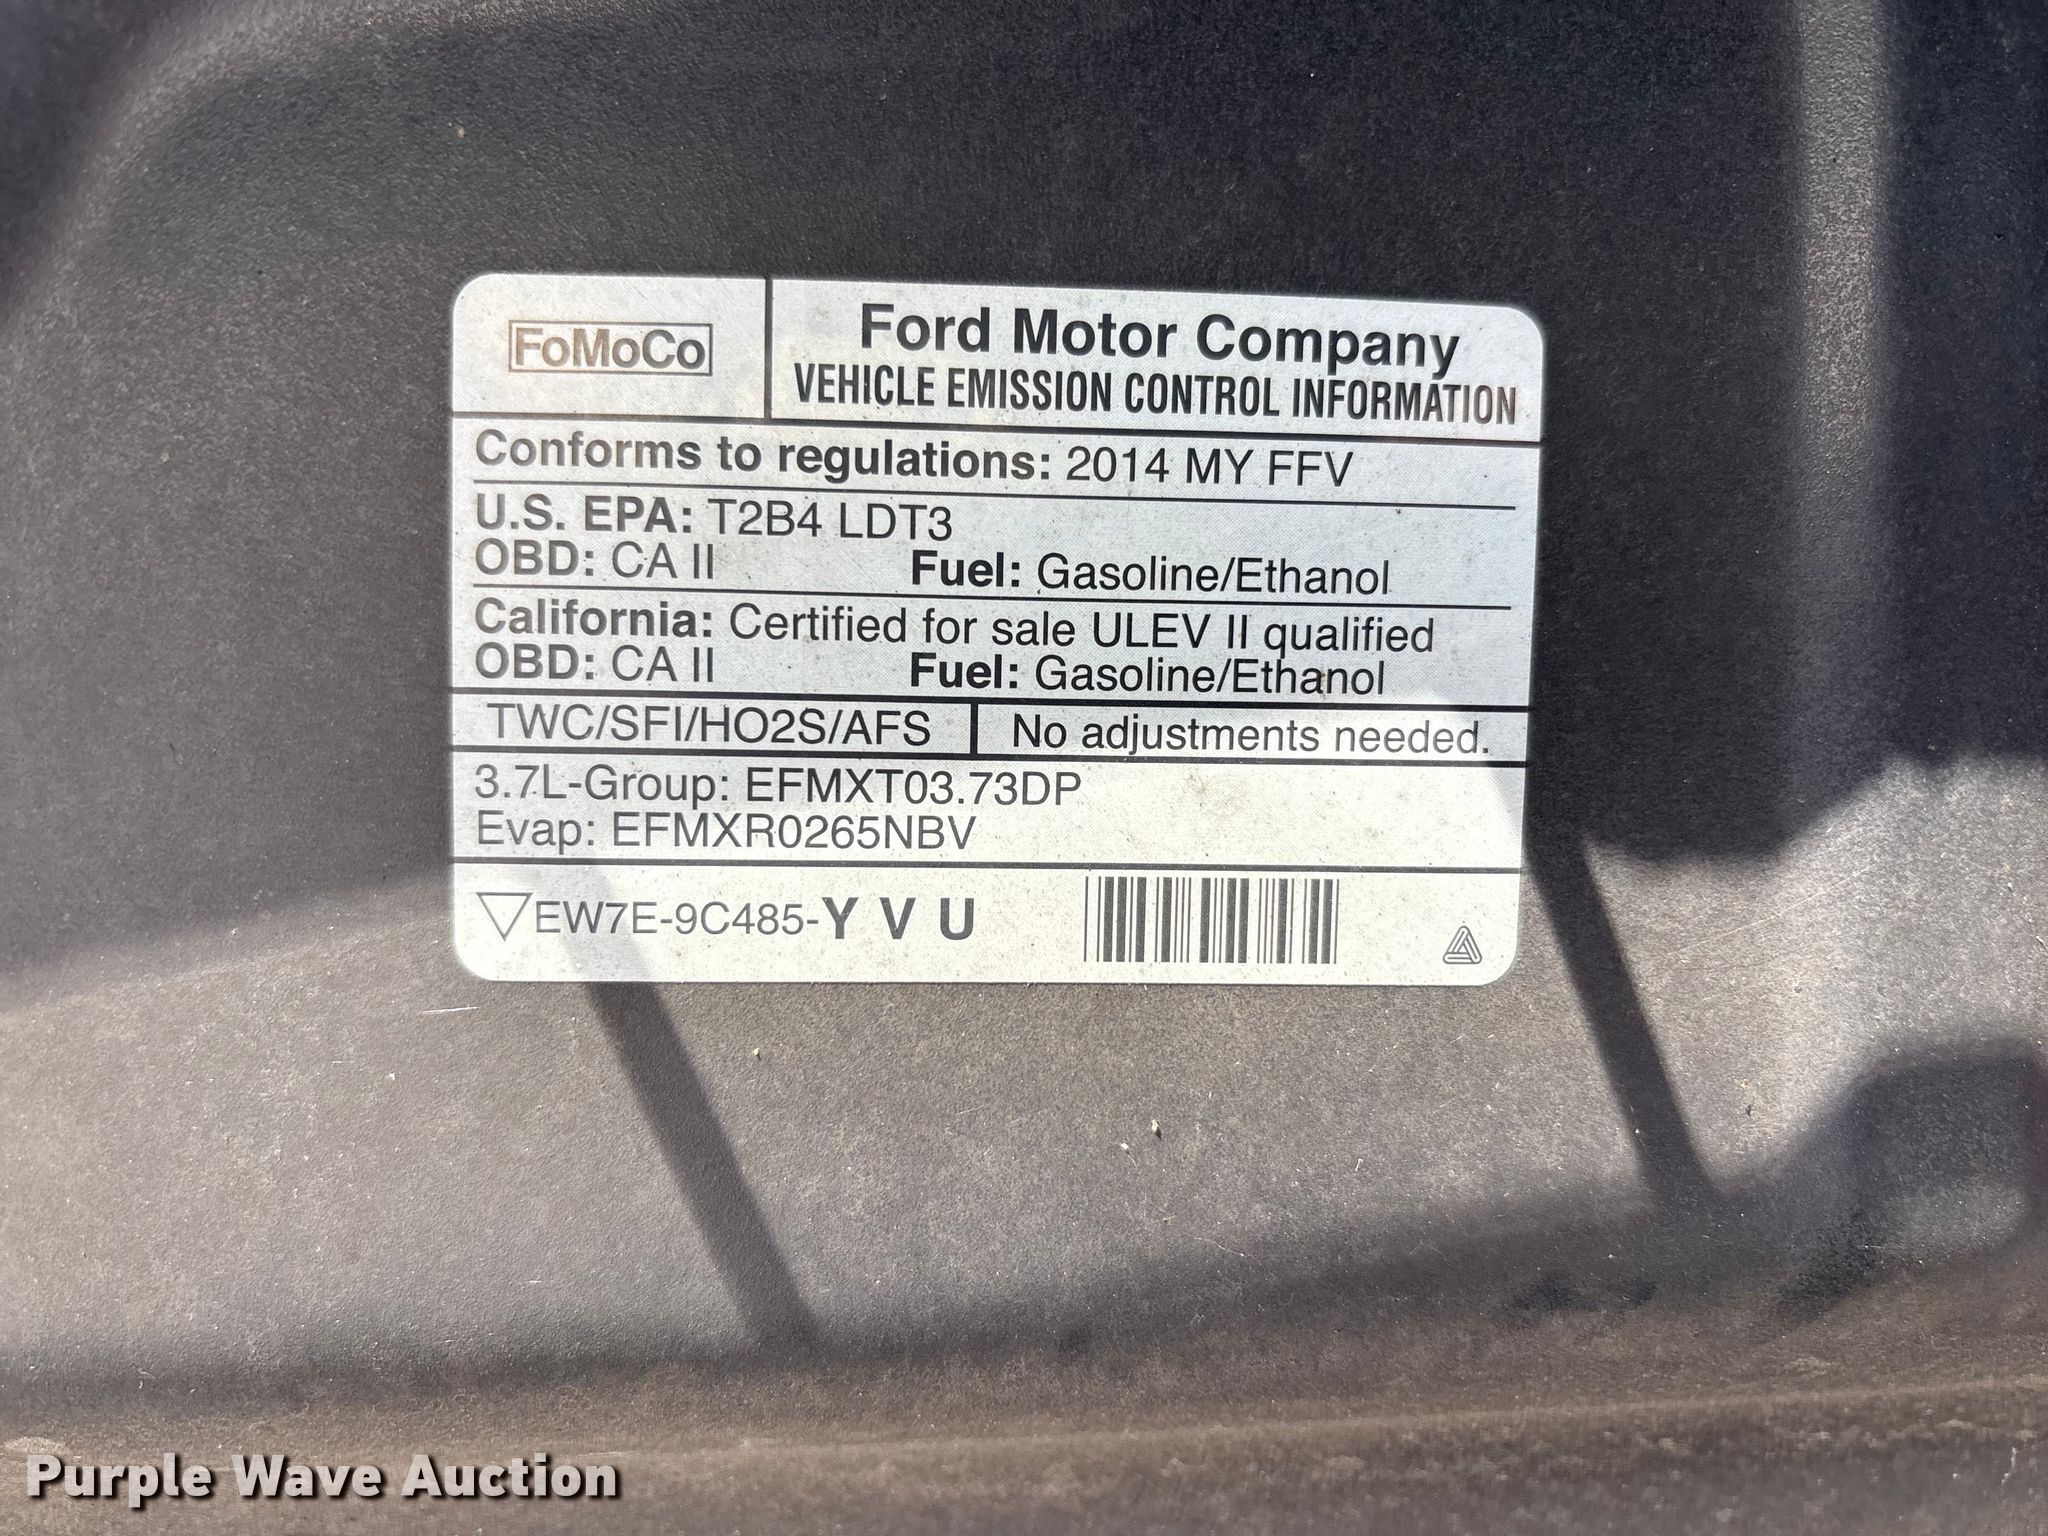 FoMoCo
Ford Motor Company
VEHICLE EMISSION CONTROL INFORMATION
Conforms to regulations: 2014 MY FFV
U.S. EPA: T2B4 LDT3
OBD: CA II Fuel: Gasoline/Ethanol
California: Certified for sale ULEV II qualified
OBD: CA II Fuel: Gasoline/Ethanol
TWC/SFI/HO2S/AFS No adjustments needed.
3.7L-Group: EFMXT03.73DP
Evap: EFMXR0265NBV
EW7E-9C485-Y V U
Purple Wave Auction